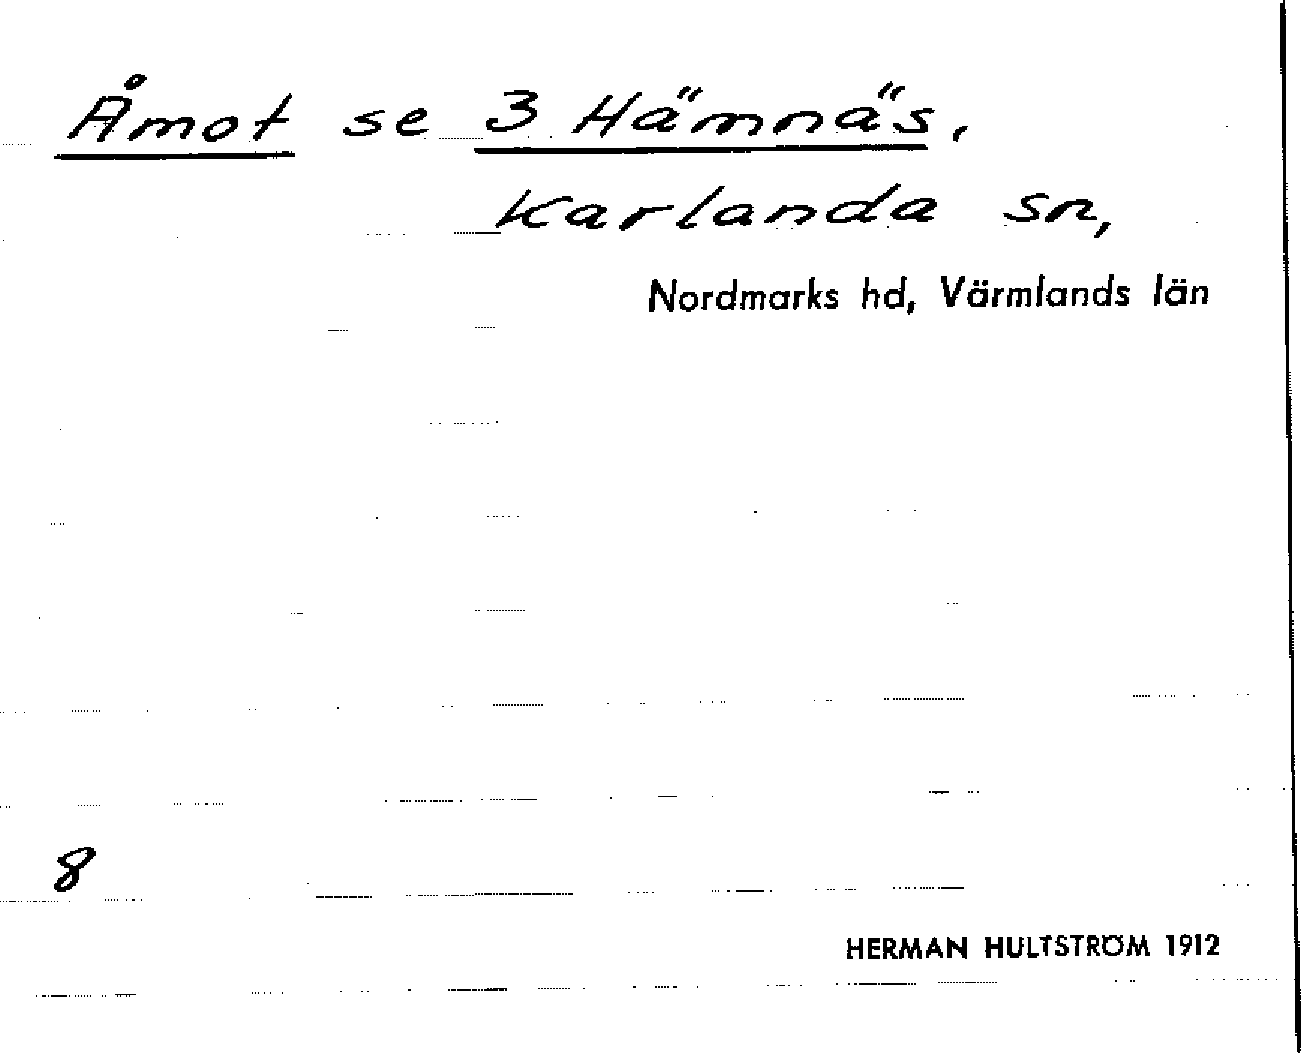 Åmot se 3 Hämnäs,
Karlanda sn,
Nordmarks hd, Värmlands län
8
HERMAN HULTSTRÖM 1912